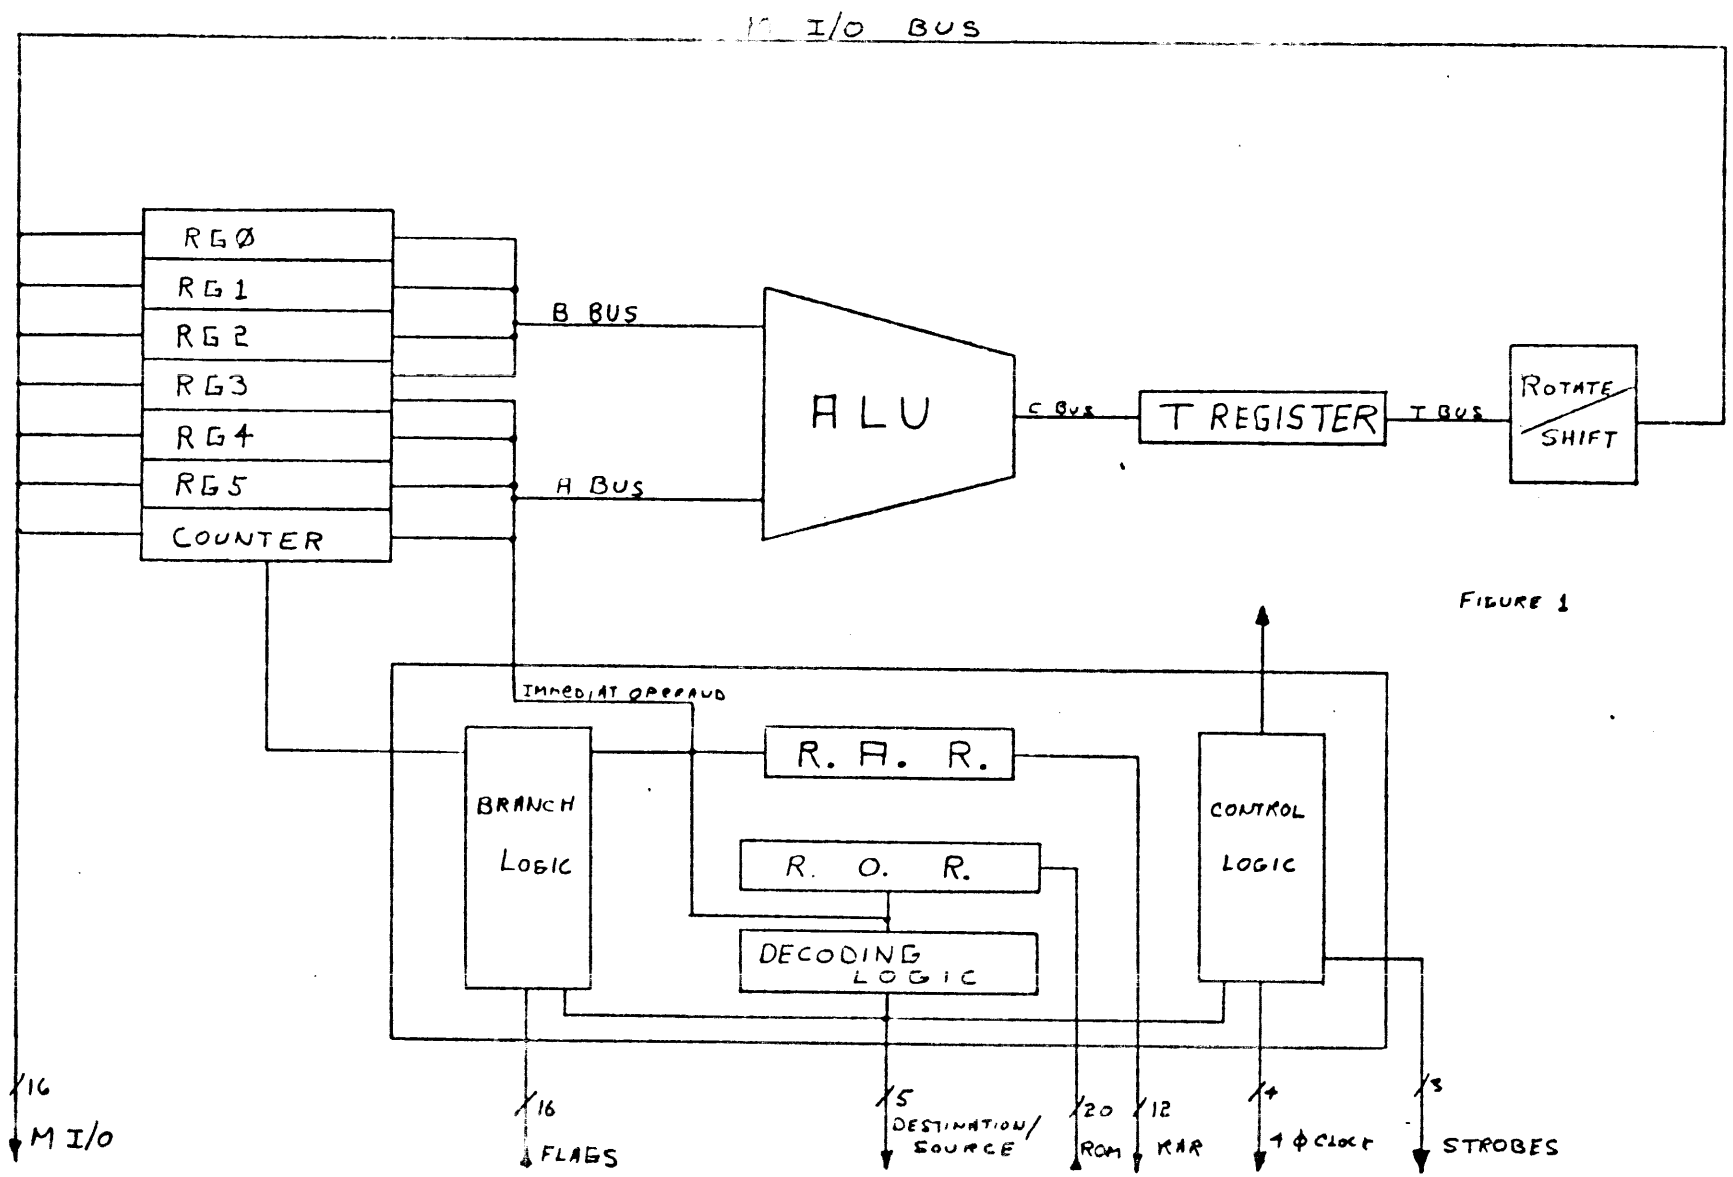 M I/O BUS
RGØ
RG1
RG2
RG3
RG4
RG5
COUNTER
B BUS
A BUS
ALU
C BUS
T REGISTER
T BUS
ROTATE/
SHIFT
FIGURE 1
IMMEDIAT OPERAND
BRANCH
LOGIC
R. A. R.
R. O. R.
DECODING
LOGIC
CONTROL
LOGIC
16
M I/O
16
FLAGS
5
DESTINATION/
SOURCE
20
ROM
12
RAR
4
4 φ CLOCK
3
STROBES